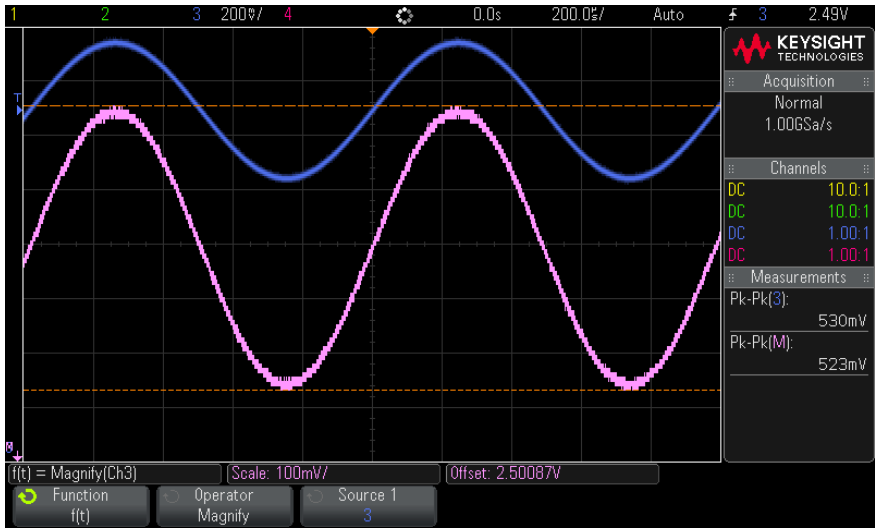 1 2 3 200mV/ 4 0.0s 200.0us/ Auto 3 2.49V
T
KEYSIGHT
TECHNOLOGIES
Acquisition
Normal
1.00GSa/s
Channels
DC 10.0:1
DC 10.0:1
DC 1.00:1
DC 1.00:1
Measurements
Pk-Pk(3):
530mV
Pk-Pk(M):
523mV
f(t) = Magnify(Ch3) Scale: 100mV/ Offset: 2.50087V
Function Operator Source 1
f(t) Magnify 3